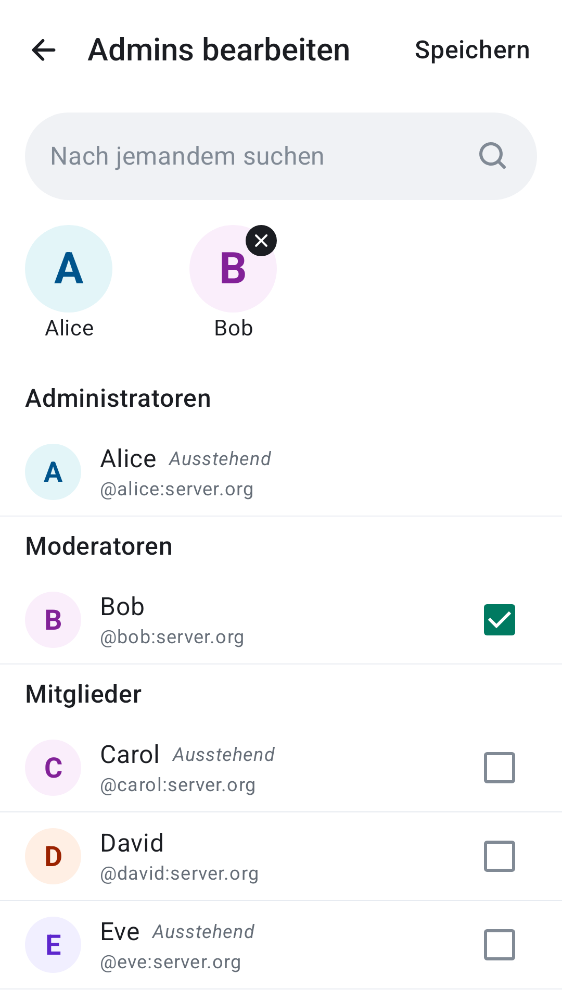 Admins bearbeiten Speichern
Nach jemandem suchen
A B
Alice Bob
Administratoren
A Alice Ausstehend
@alice:server.org
Moderatoren
B Bob
@bob:server.org
Mitglieder
C Carol Ausstehend
@carol:server.org
D David
@david:server.org
E Eve Ausstehend
@eve:server.org